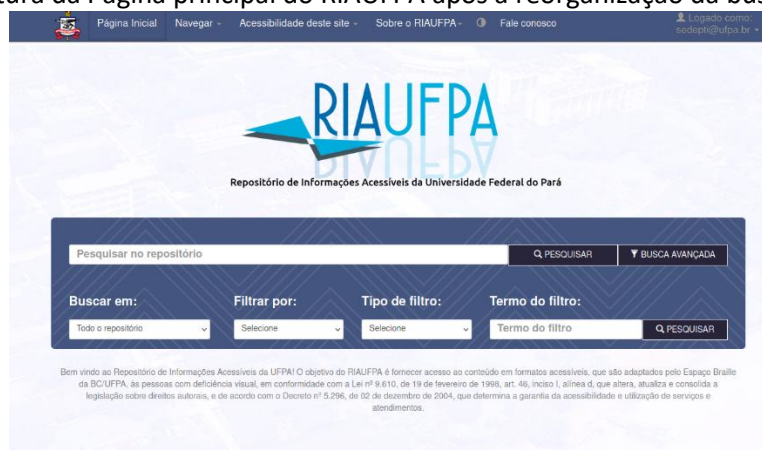 tura da Página principal do RIAUFPA após a reorganização da bus
Página Inicial Navegar Acessibilidade deste site Sobre o RIAUFPA Fale conosco Logado como:
sedepti@ufpa.br
RIAUFPA
Repositório de Informações Acessíveis da Universidade Federal do Pará
Pesquisar no repositório PESQUISAR BUSCA AVANÇADA
Buscar em: Filtrar por: Tipo de filtro: Termo do filtro:
Todo o repositório Selecione Selecione Termo do filtro PESQUISAR
Bem vindo ao Repositório de Informações Acessíveis da UFPA! O objetivo do RIAUFPA é fornecer acesso ao conteúdo em formatos acessíveis, que são adaptados pelo Espaço Braille
da BC/UFPA, às pessoas com deficiência visual, em conformidade com a Lei nº 9.610, de 19 de fevereiro de 1998, art. 46, inciso I, alínea d, que altera, atualiza e consolida a
legislação sobre direitos autorais, e de acordo com o Decreto nº 5.296, de 02 de dezembro de 2004, que determina a garantia da acessibilidade e utilização de serviços e
atendimentos.